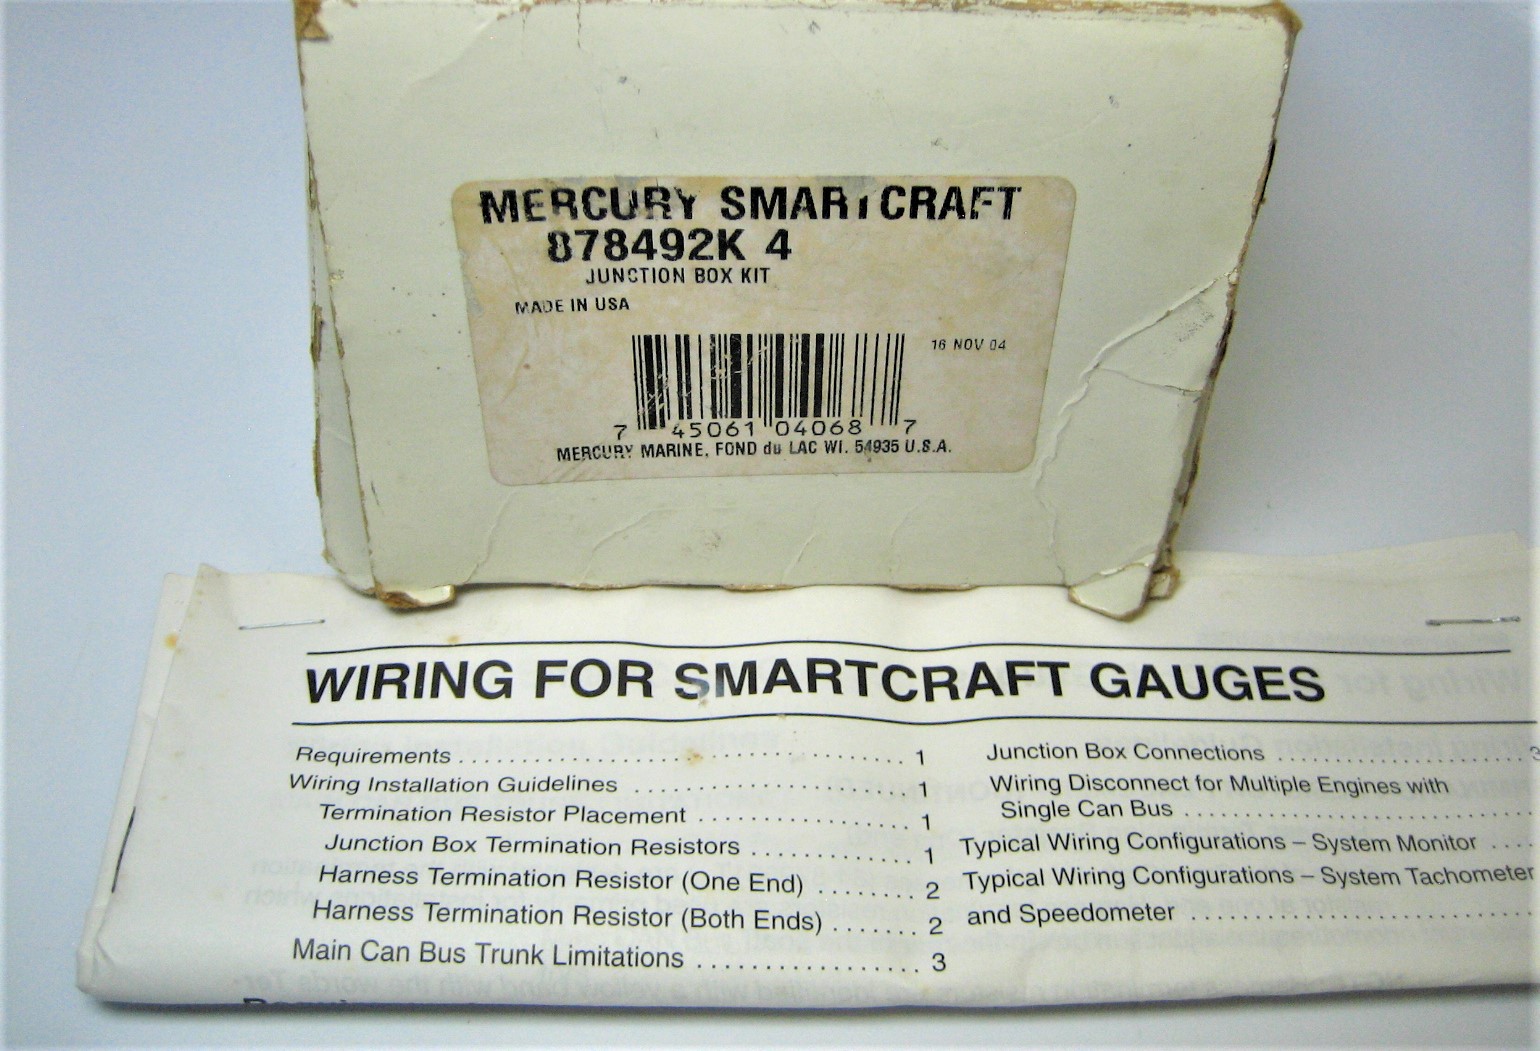 MERCURY SMARTCRAFT
878492K 4
JUNCTION BOX KIT
MADE IN USA
16 NOV 04
7 45061 04068 7
MERCURY MARINE, FOND du LAC WI. 54935 U.S.A.
WIRING FOR SMARTCRAFT GAUGES
Requirements . . . . . . . . . . . . . . . . . . . . . . . . . . . . . . . . . 1
Wiring Installation Guidelines . . . . . . . . . . . . . . . . . . . . . 1
Termination Resistor Placement . . . . . . . . . . . . . . . . . 1
Junction Box Termination Resistors . . . . . . . . . . . . . 1
Harness Termination Resistor (One End) . . . . . . . . 2
Harness Termination Resistor (Both Ends) . . . . . . . 2
Main Can Bus Trunk Limitations . . . . . . . . . . . . . . . . . 3
Junction Box Connections . . . . . . . . . . . . . . . . . . . . . . 3
Wiring Disconnect for Multiple Engines with
Single Can Bus . . . . . . . . . . . . . . . . . . . . . . . . . . . . .
Typical Wiring Configurations – System Monitor . . . .
Typical Wiring Configurations – System Tachometer
and Speedometer . . . . . . . . . . . . . . . . . . . . . . . . . . . .